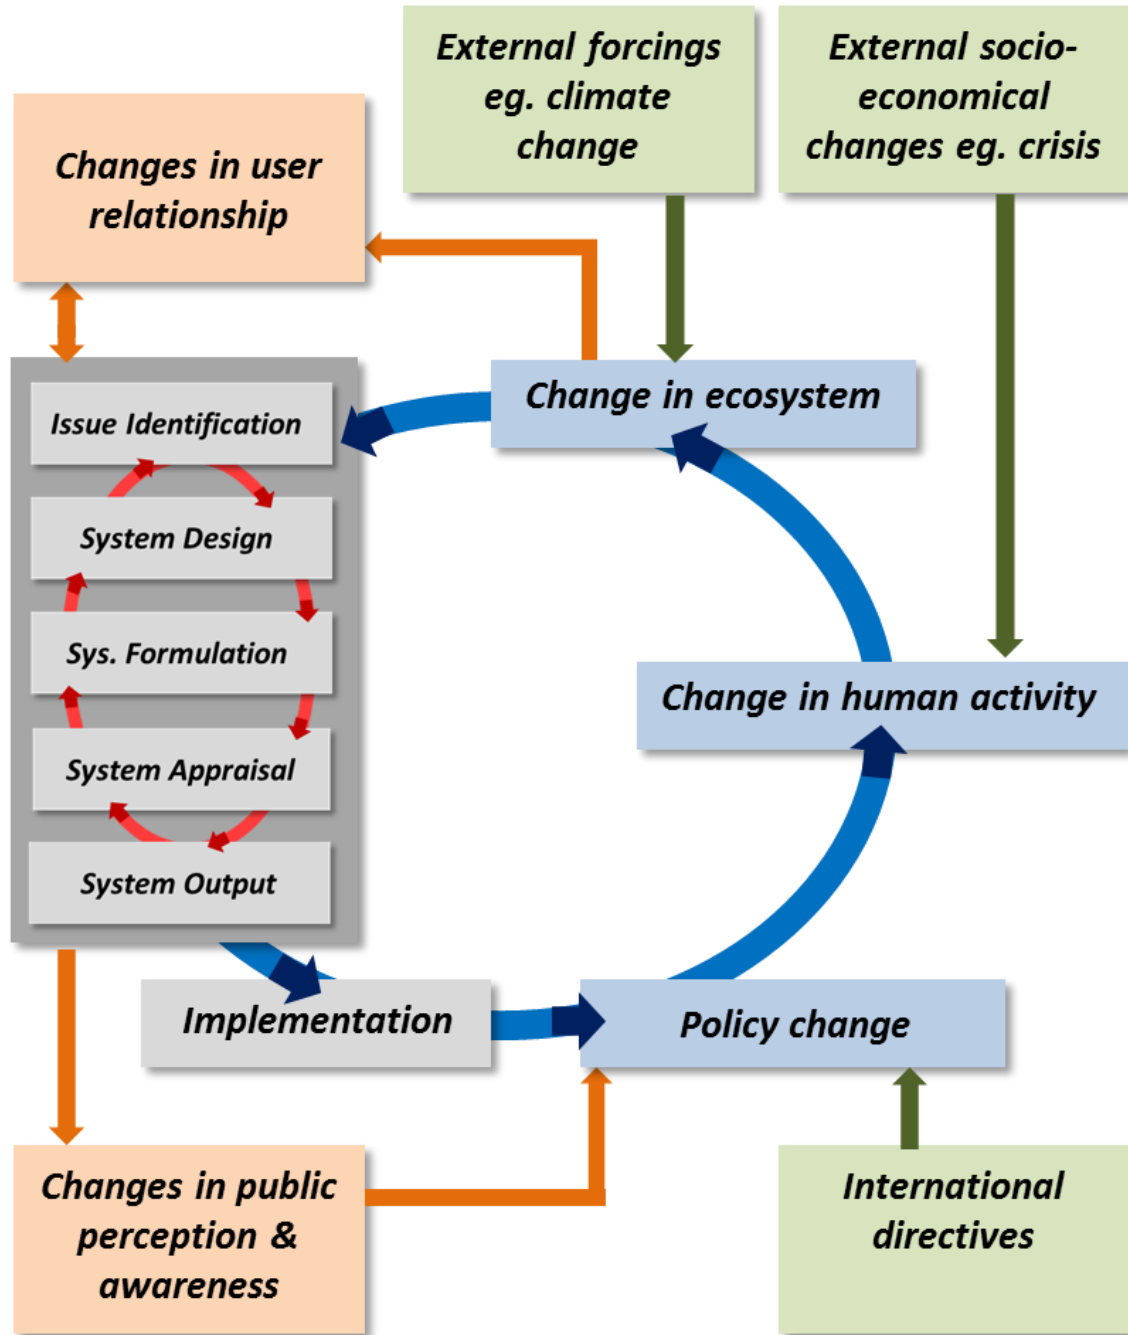 External forcings
eg. climate
change
External socio-
economical
changes eg. crisis
Changes in user
relationship
Change in ecosystem
Issue Identification
System Design
Sys. Formulation
Change in human activity
System Appraisal
System Output
Implementation
Policy change
Changes in public
perception &
awareness
International
directives